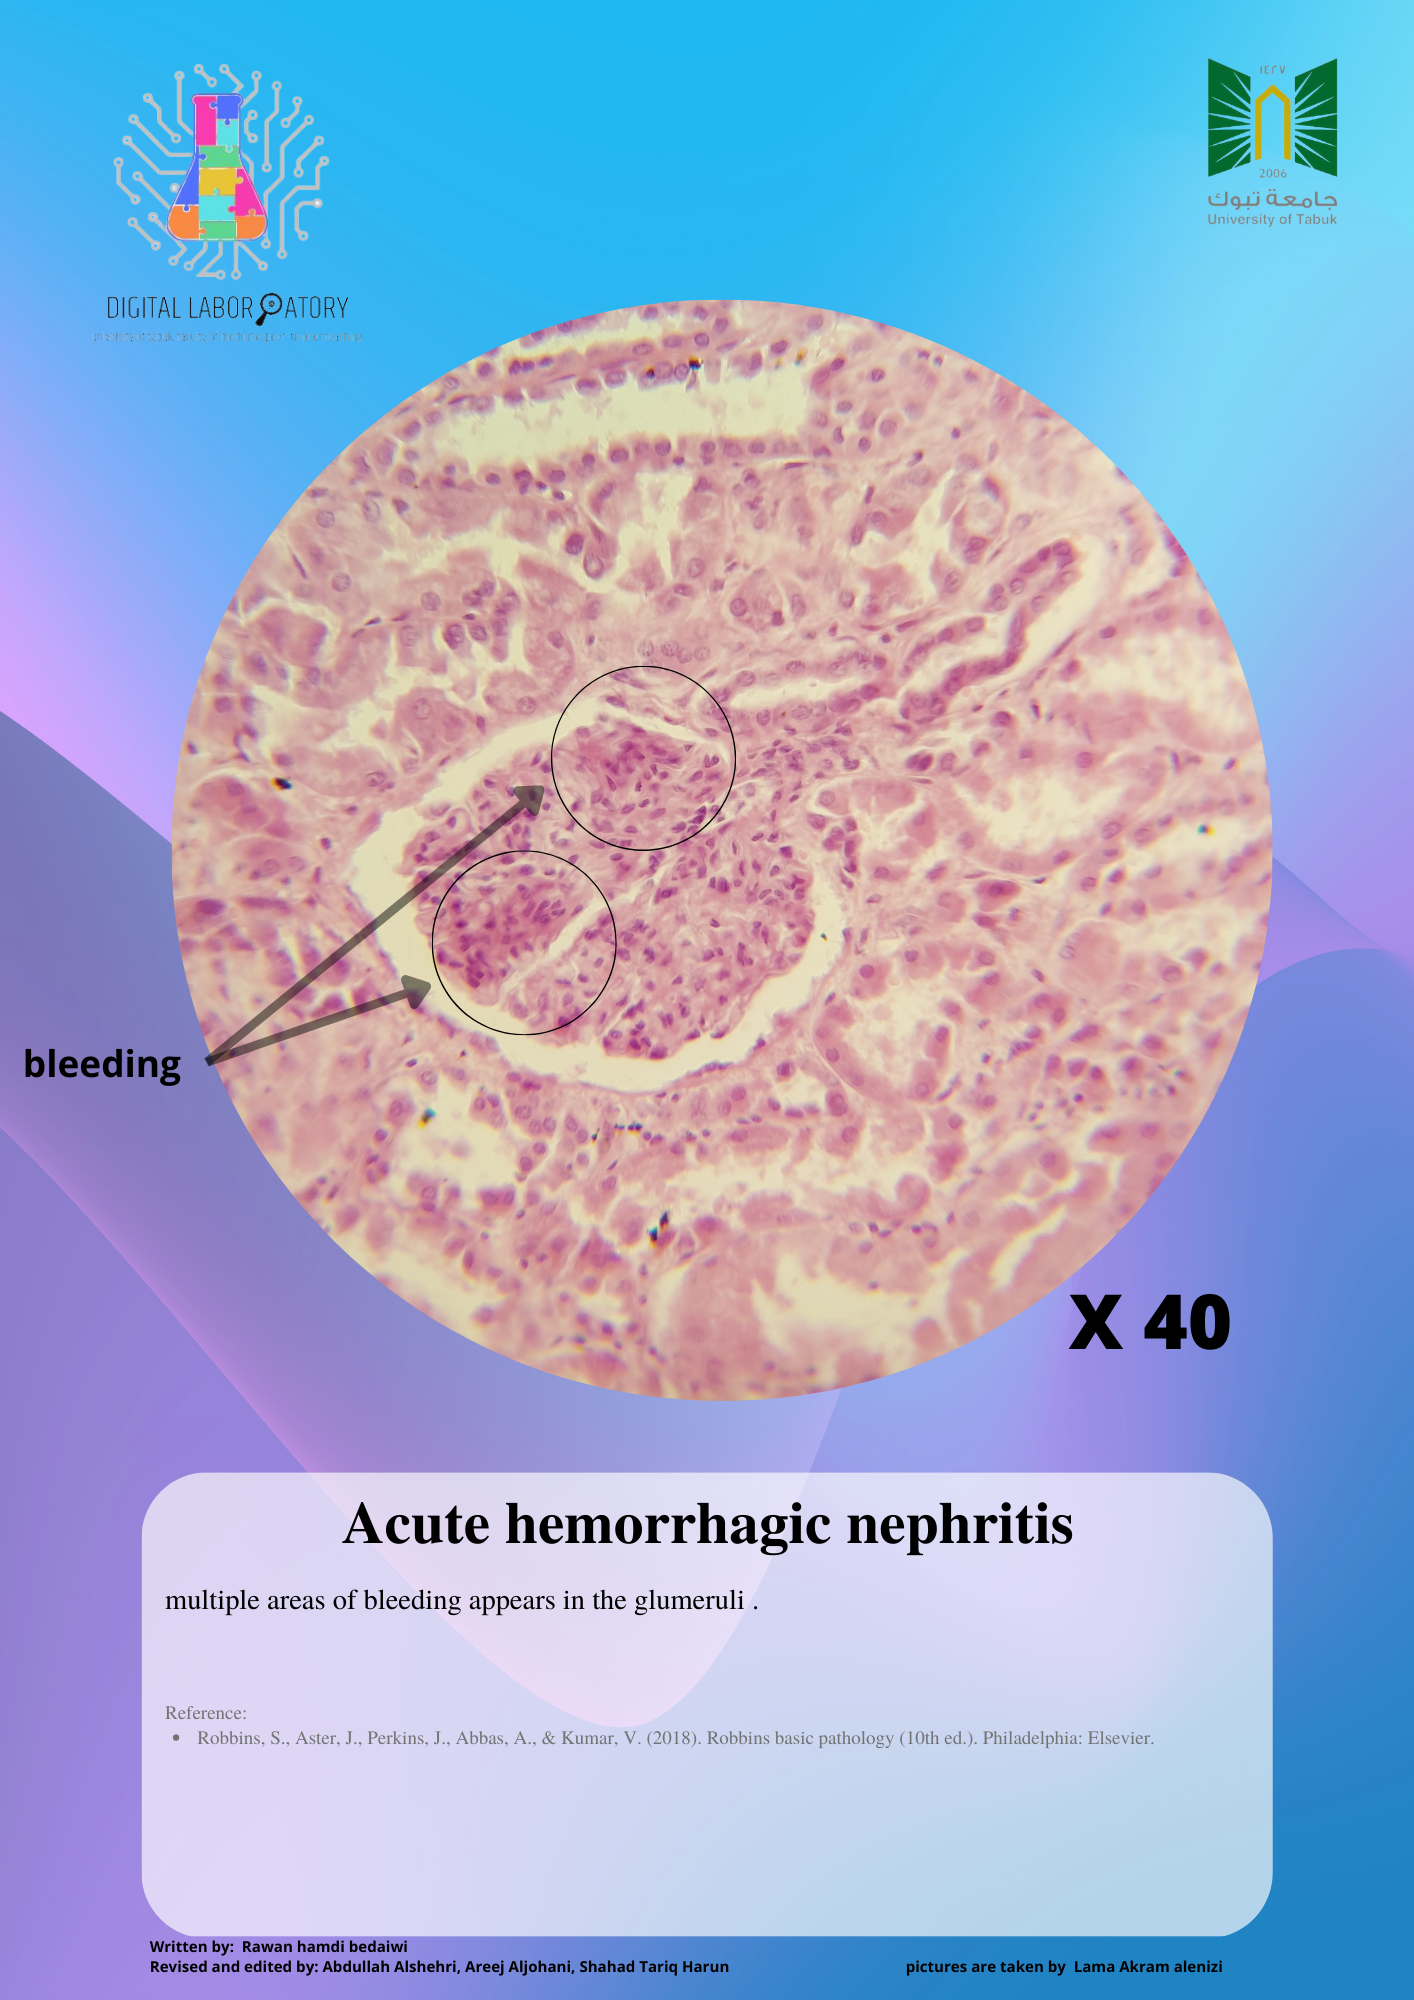 ١٤٢٧
2006
جامعة تبوك
University of Tabuk
DIGITAL LABORATORY
bleeding
X 40
Acute hemorrhagic nephritis
multiple areas of bleeding appears in the glumeruli .
Reference:
• Robbins, S., Aster, J., Perkins, J., Abbas, A., & Kumar, V. (2018). Robbins basic pathology (10th ed.). Philadelphia: Elsevier.
Written by: Rawan hamdi bedaiwi
Revised and edited by: Abdullah Alshehri, Areej Aljohani, Shahad Tariq Harun
pictures are taken by Lama Akram alenizi